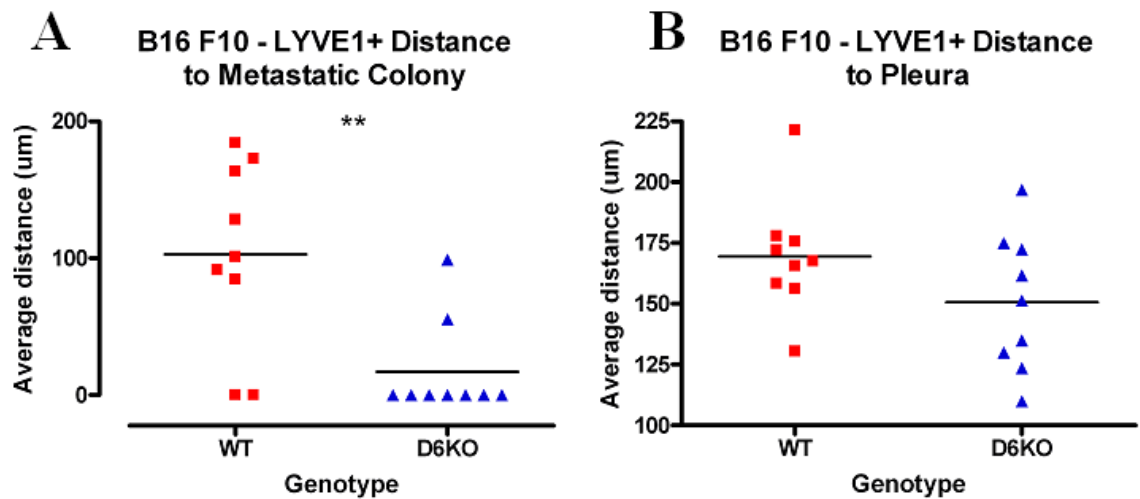 A
B16 F10 - LYVE1+ Distance
to Metastatic Colony
Average distance (um)
200
100
0
**
WT
D6KO
Genotype
B
B16 F10 - LYVE1+ Distance
to Pleura
Average distance (um)
225
200
175
150
125
100
WT
D6KO
Genotype